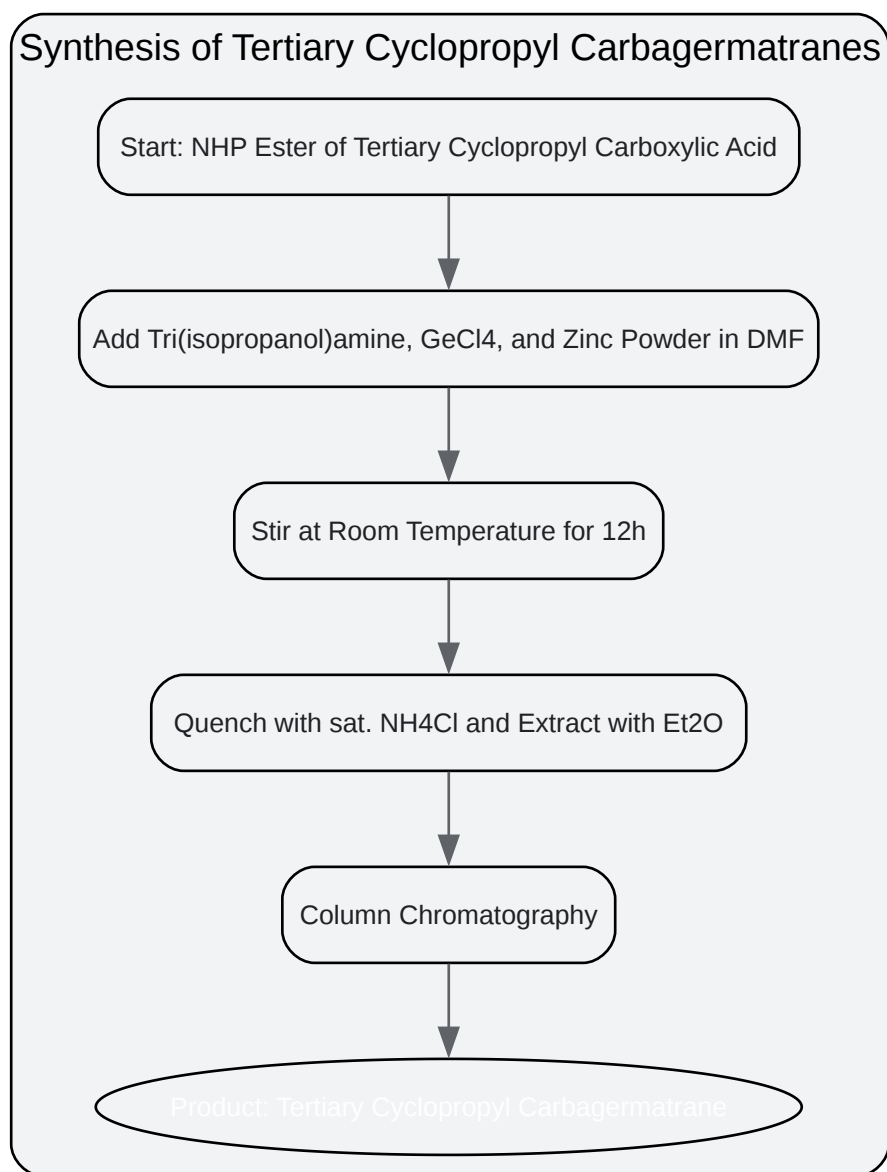 Synthesis of Tertiary Cyclopropyl Carbagermatranes
Start: NHP Ester of Tertiary Cyclopropyl Carboxylic Acid
Add Tri(isopropanol)amine, GeCl4, and Zinc Powder in DMF
Stir at Room Temperature for 12h
Quench with sat. NH4Cl and Extract with Et2O
Column Chromatography
Product: Tertiary Cyclopropyl Carbagermatrane